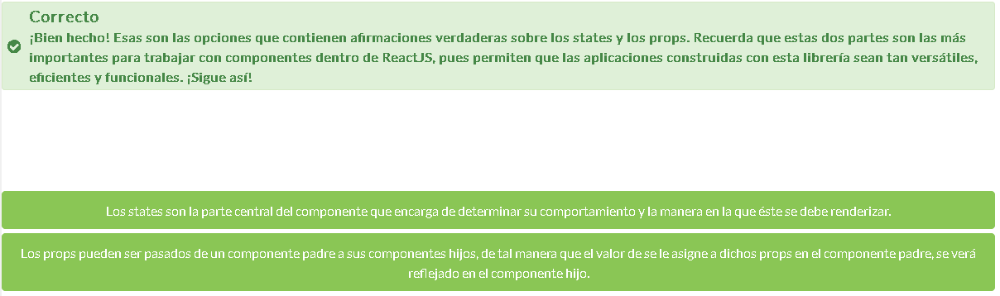 Correcto
¡Bien hecho! Esas son las opciones que contienen afirmaciones verdaderas sobre los states y los props. Recuerda que estas dos partes son las más
importantes para trabajar con componentes dentro de ReactJS, pues permiten que las aplicaciones construidas con esta librería sean tan versátiles,
eficientes y funcionales. ¡Sigue así!
Los states son la parte central del componente que encarga de determinar su comportamiento y la manera en la que éste se debe renderizar.
Los props pueden ser pasados de un componente padre a sus componentes hijos, de tal manera que el valor de se le asigne a dichos props en el componente padre, se verá
reflejado en el componente hijo.